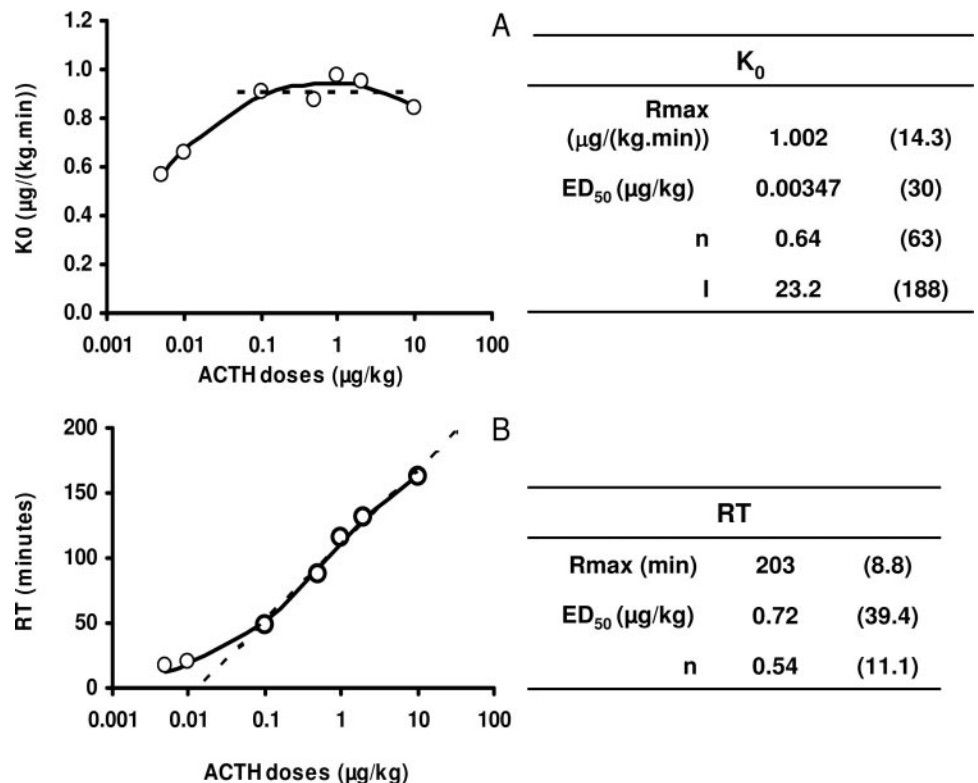 A
K0 (µg/(kg.min))
1.2
1.0
0.8
0.6
0.4
0.2
0.0
0.001 0.01 0.1 1 10 100
ACTH doses (µg/kg)
K₀
Rmax
(µg/(kg.min)) 1.002 (14.3)
ED₅₀ (µg/kg) 0.00347 (30)
n 0.64 (63)
I 23.2 (188)
B
RT (minutes)
200
150
100
50
0
0.001 0.01 0.1 1 10 100
ACTH doses (µg/kg)
RT
Rmax (min) 203 (8.8)
ED₅₀ (µg/kg) 0.72 (39.4)
n 0.54 (11.1)